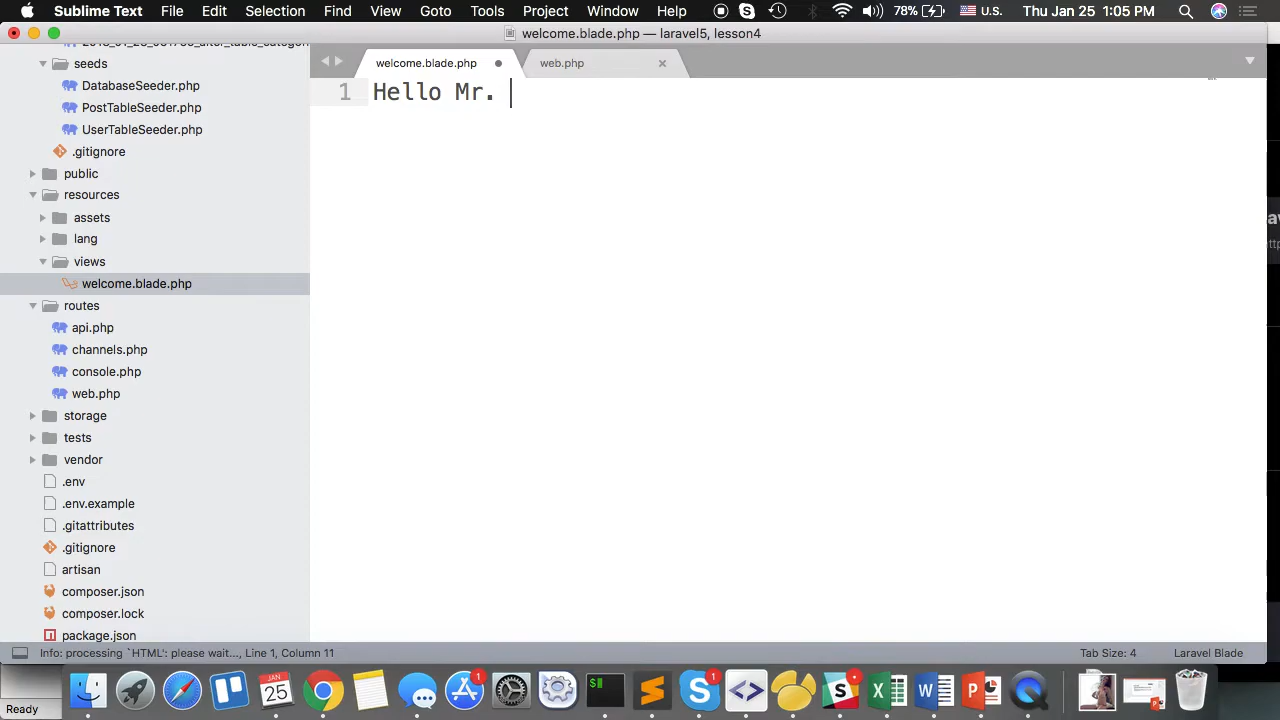 Sublime Text File Edit Selection Find View Goto Tools Project Window Help 78% U.S. Thu Jan 25 1:05 PM
welcome.blade.php — laravel5, lesson4
seeds
DatabaseSeeder.php
PostTableSeeder.php
UserTableSeeder.php
.gitignore
public
resources
assets
lang
views
welcome.blade.php
routes
api.php
channels.php
console.php
web.php
storage
tests
vendor
.env
.env.example
.gitattributes
.gitignore
artisan
composer.json
composer.lock
package.json
welcome.blade.php web.php
1 Hello Mr.
Info: processing `HTML': please wait..., Line 1, Column 11 Tab Size: 4 Laravel Blade
JAN
25
1
$
1
Ready